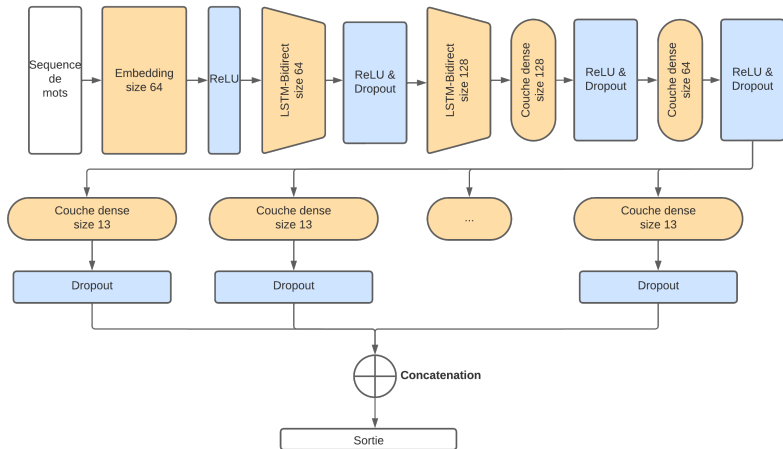 Sequence
de
mots
Embedding
size 64
ReLU
LSTM-Bidirect
size 64
ReLU &
Dropout
LSTM-Bidirect
size 128
Couche dense
size 128
ReLU &
Dropout
Couche dense
size 64
ReLU &
Dropout
Couche dense
size 13
Couche dense
size 13
...
Couche dense
size 13
Dropout
Dropout
Dropout
Concatenation
Sortie